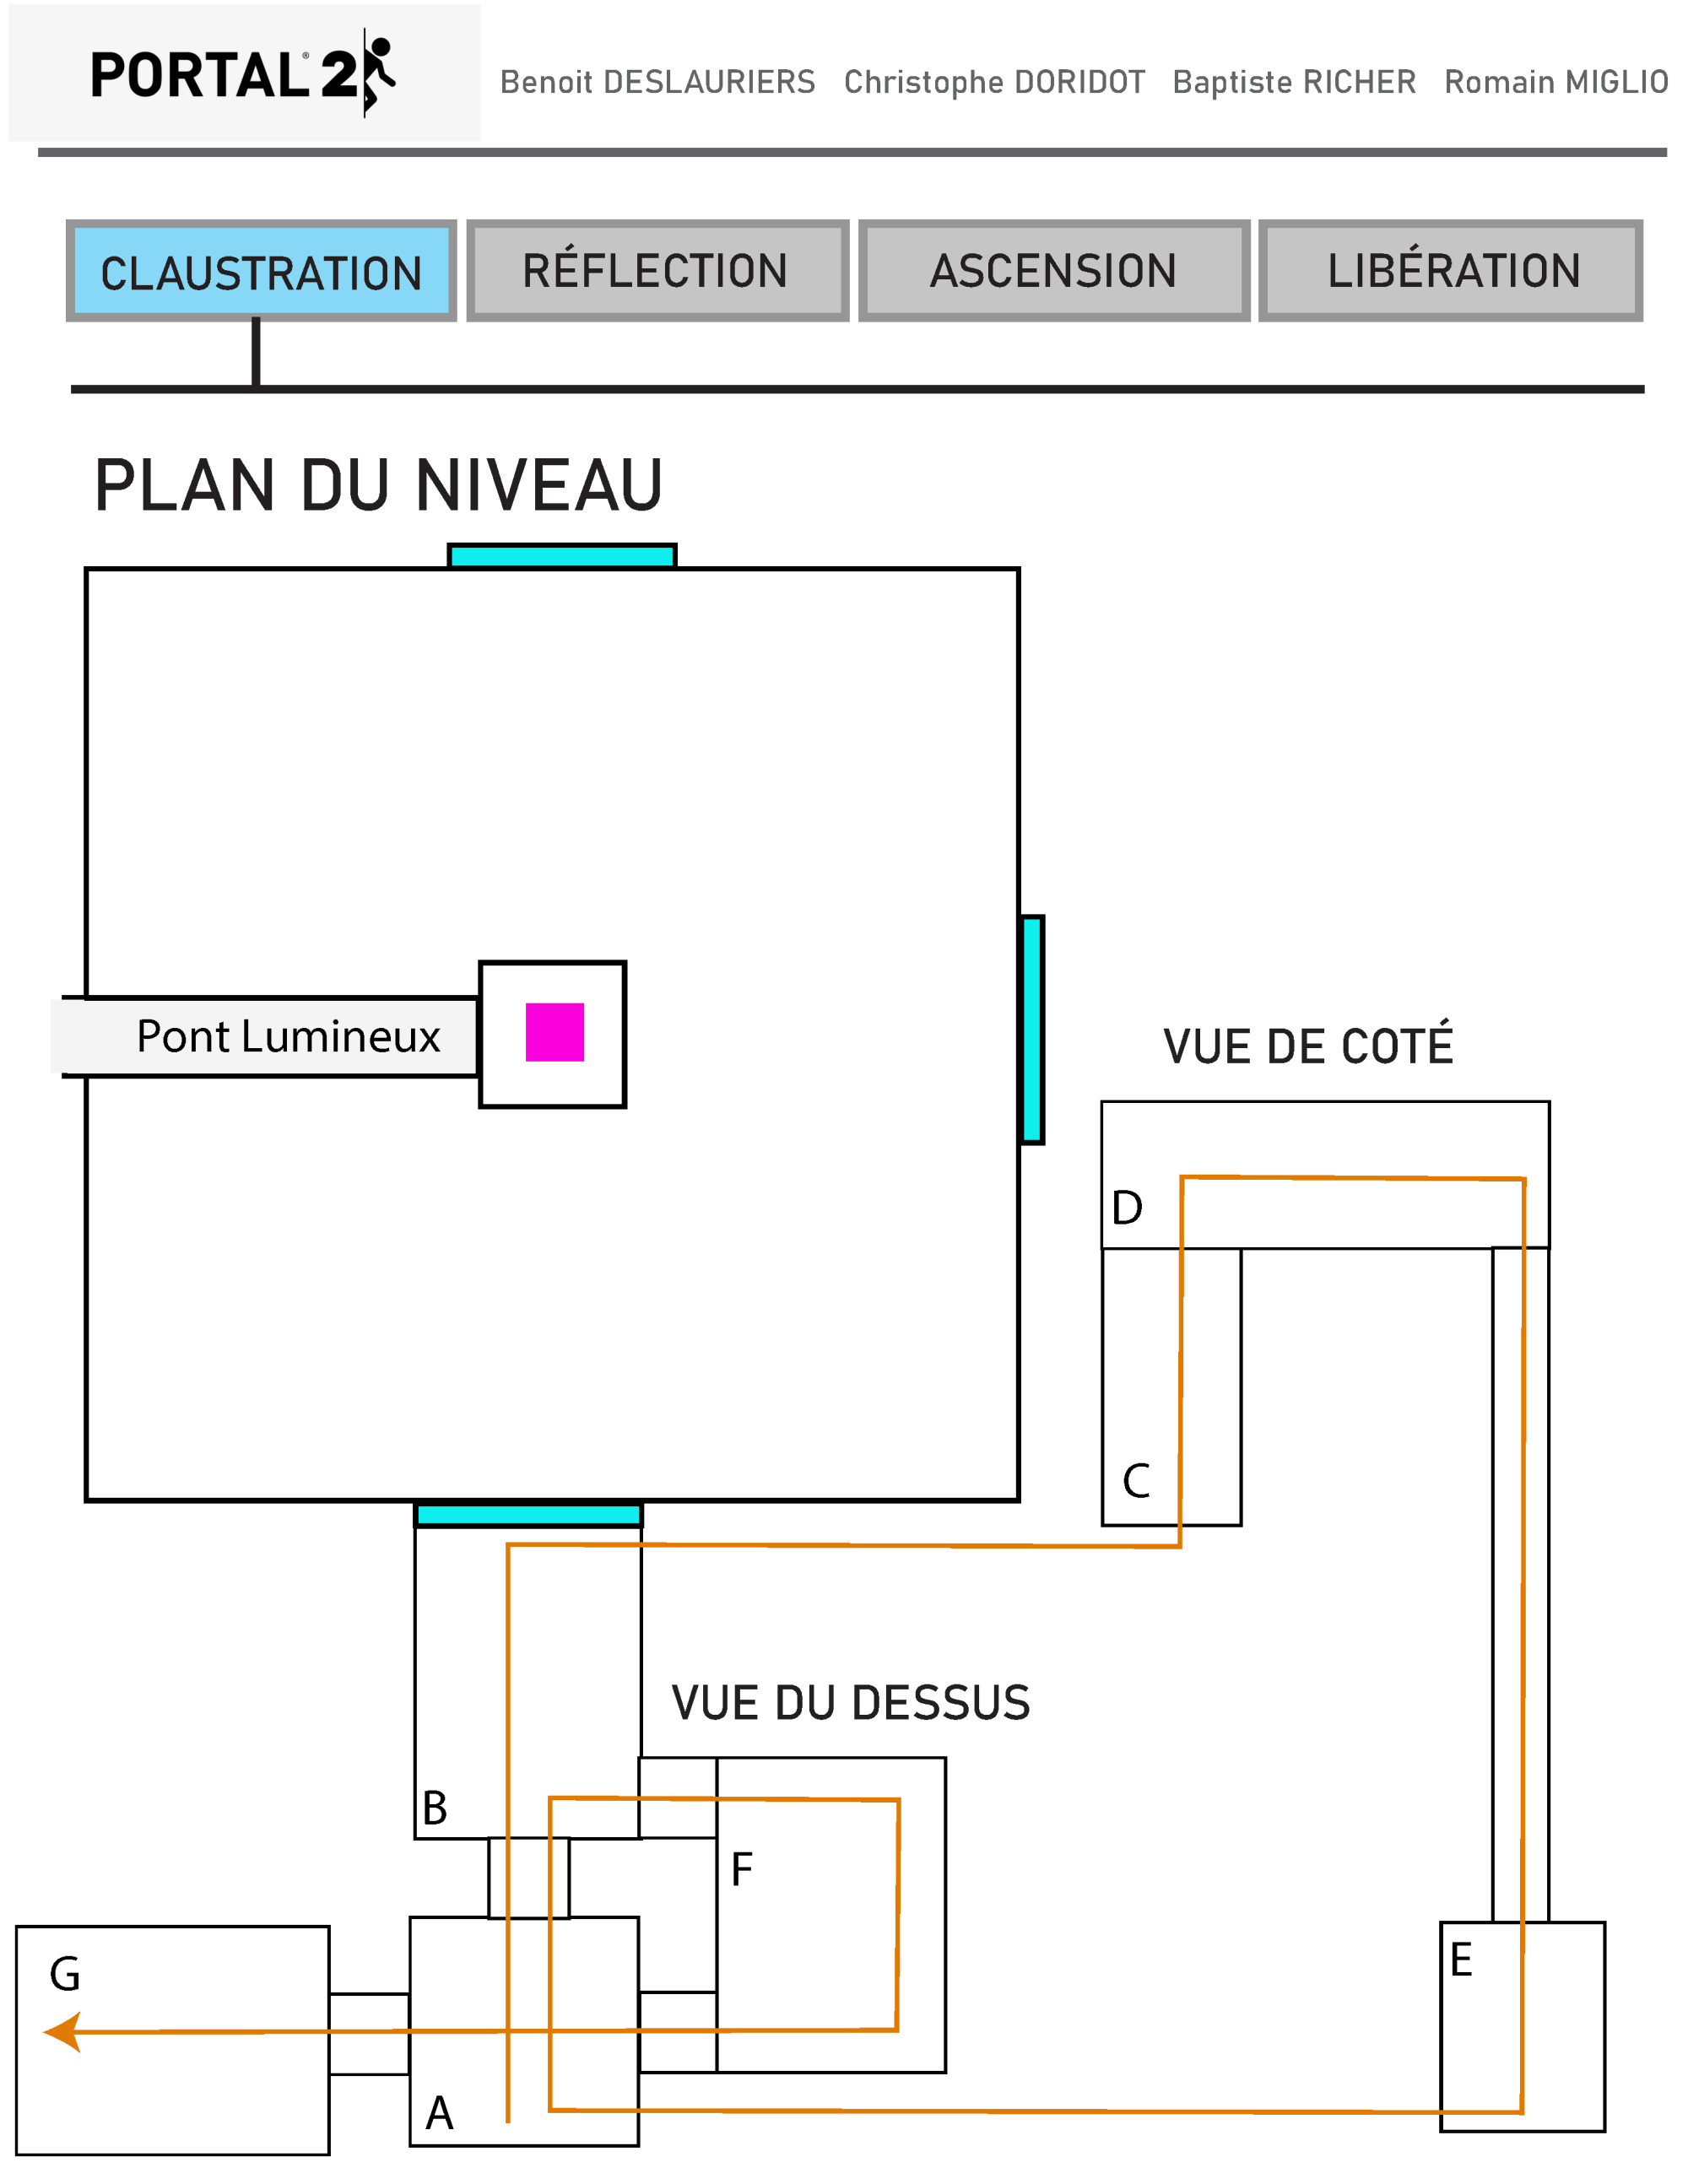 PORTAL® 2
Benoit DESLAURIERS Christophe DORIDOT Baptiste RICHER Romain MIGLIO
CLAUSTRATION RÉFLECTION ASCENSION LIBÉRATION
PLAN DU NIVEAU
Pont Lumineux
VUE DE COTÉ
D
C
VUE DU DESSUS
B
F
E
G
A